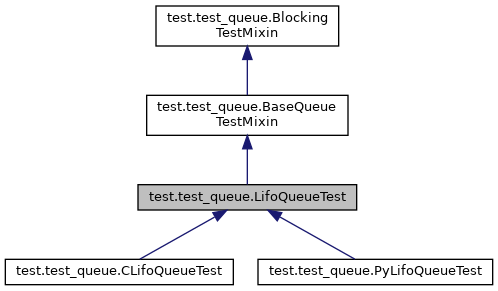 test.test_queue.Blocking
TestMixin
test.test_queue.BaseQueue
TestMixin
test.test_queue.LifoQueueTest
test.test_queue.CLifoQueueTest
test.test_queue.PyLifoQueueTest